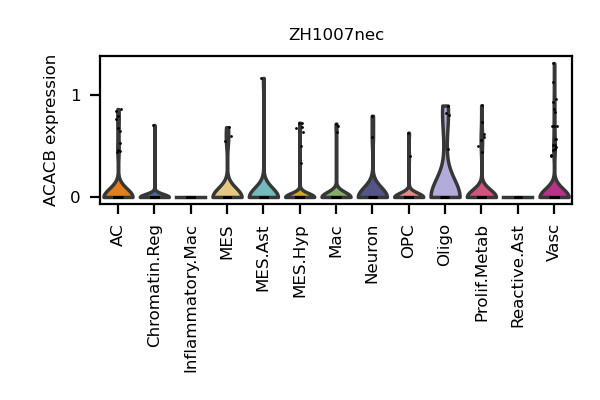 ZH1007nec
ACACB expression
1
0
AC
Chromatin.Reg
Inflammatory.Mac
MES
MES.Ast
MES.Hyp
Mac
Neuron
OPC
Oligo
Prolif.Metab
Reactive.Ast
Vasc